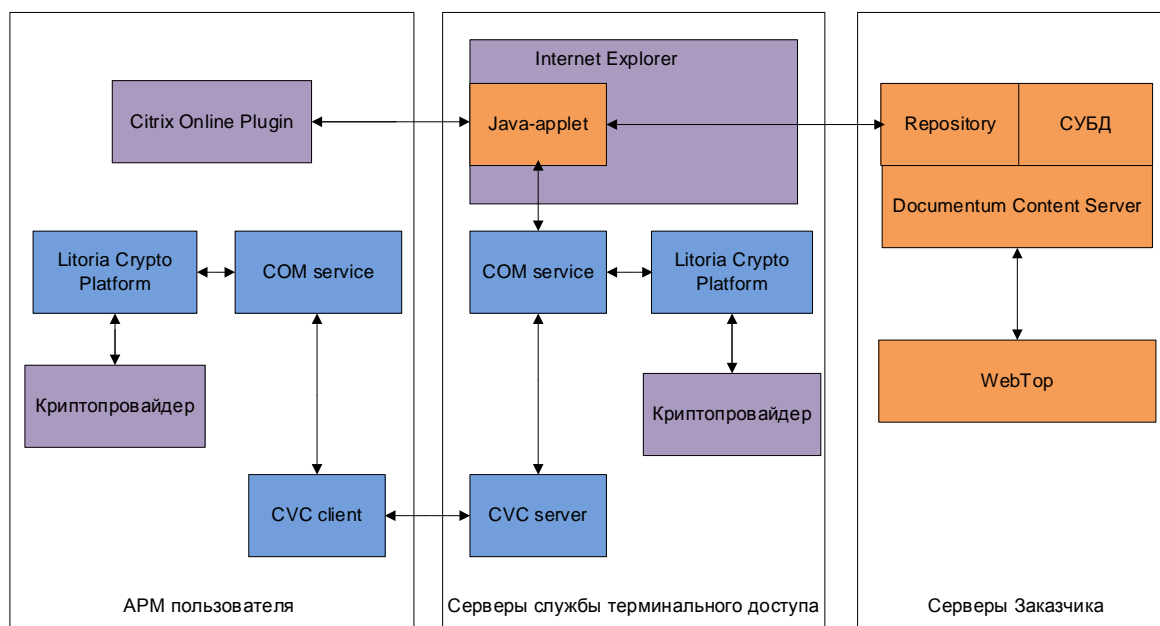 Internet Explorer
Citrix Online Plugin
Java-applet
Repository
СУБД
Documentum Content Server
Litoria Crypto
Platform
COM service
COM service
Litoria Crypto
Platform
WebTop
Криптопровайдер
Криптопровайдер
CVC client
CVC server
АРМ пользователя
Серверы службы терминального доступа
Серверы Заказчика